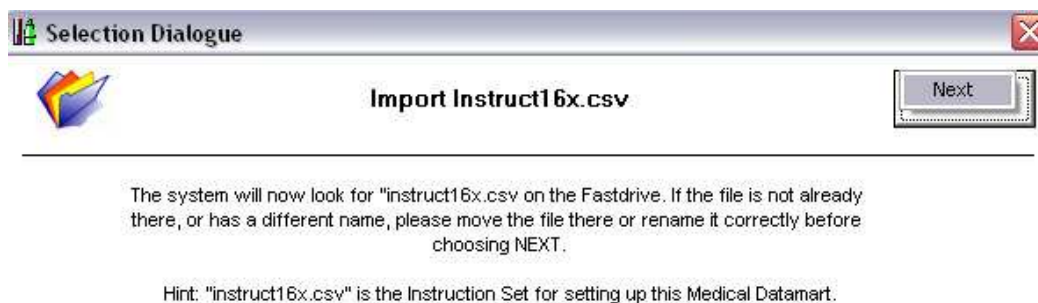 Selection Dialogue
Import Instruct16x.csv
Next
The system will now look for "instruct16x.csv on the Fastdrive. If the file is not already
there, or has a different name, please move the file there or rename it correctly before
choosing NEXT.
Hint: "instruct16x.csv" is the Instruction Set for setting up this Medical Datamart.